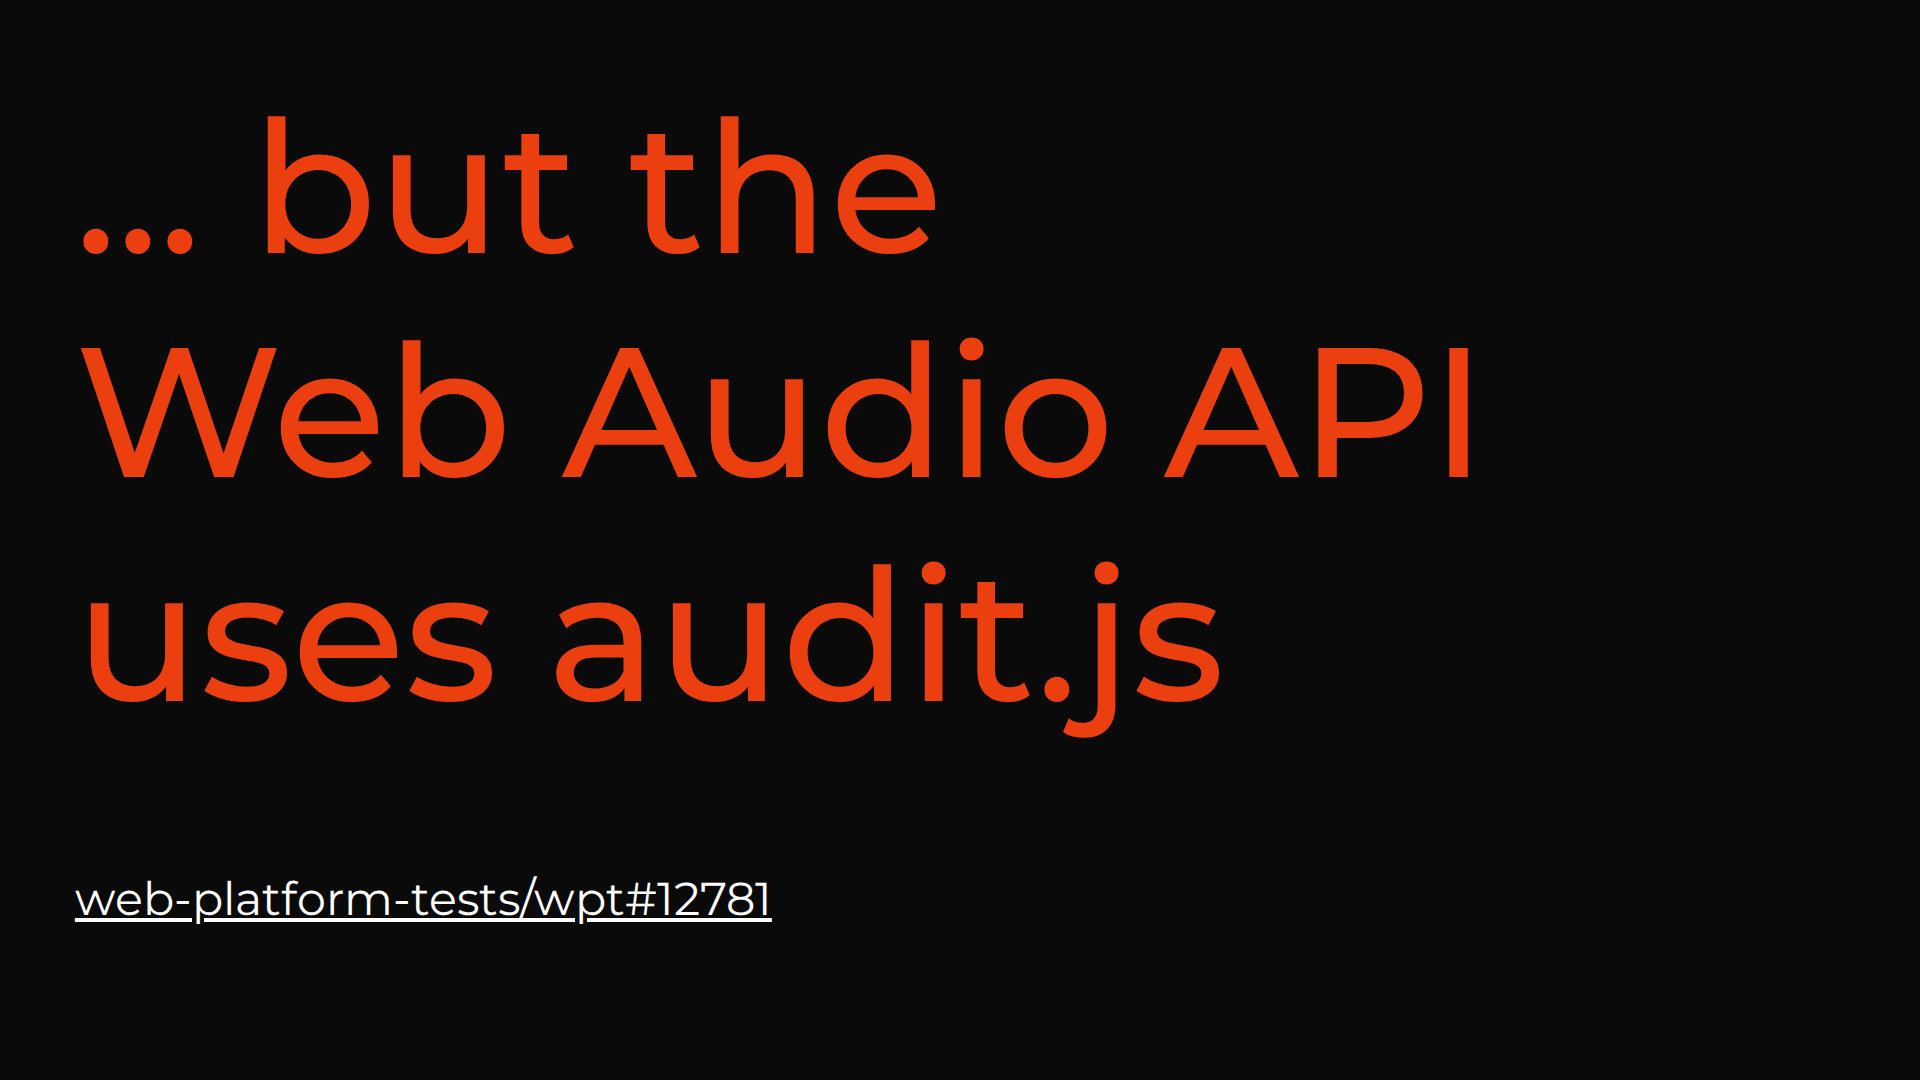 ... but the
Web Audio API
uses audit.js
web-platform-tests/wpt#12781